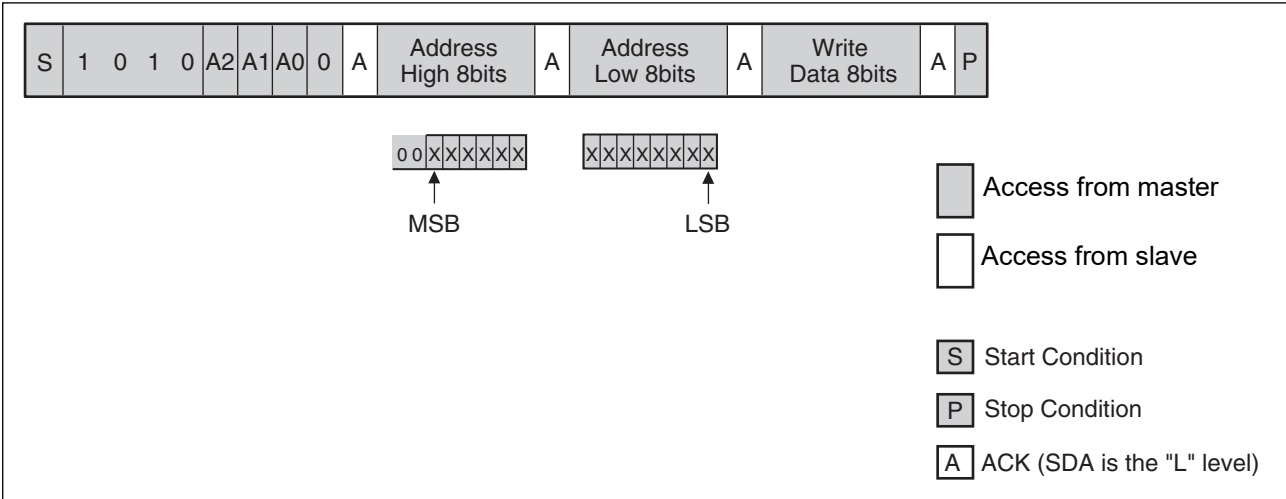 S 1 0 1 0 A2 A1 A0 0 A Address High 8bits A Address Low 8bits A Write Data 8bits A P
0 0 X X X X X X X X X X X X X X
MSB LSB
Access from master
Access from slave
S Start Condition
P Stop Condition
A ACK (SDA is the "L" level)